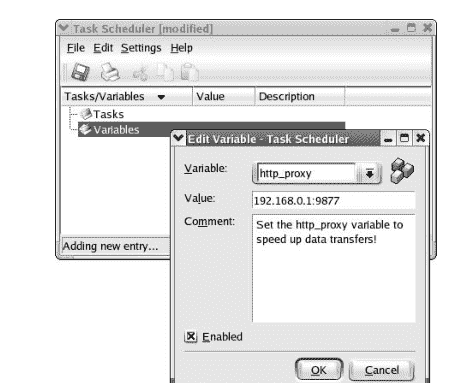 Task Scheduler [modified]
File Edit Settings Help
Tasks/Variables Value Description
Tasks
Variables
Edit Variable - Task Scheduler
Variable: http_proxy
Value: 192.168.0.1:9877
Comment: Set the http_proxy variable to
speed up data transfers!
Adding new entry...
Enabled
OK Cancel